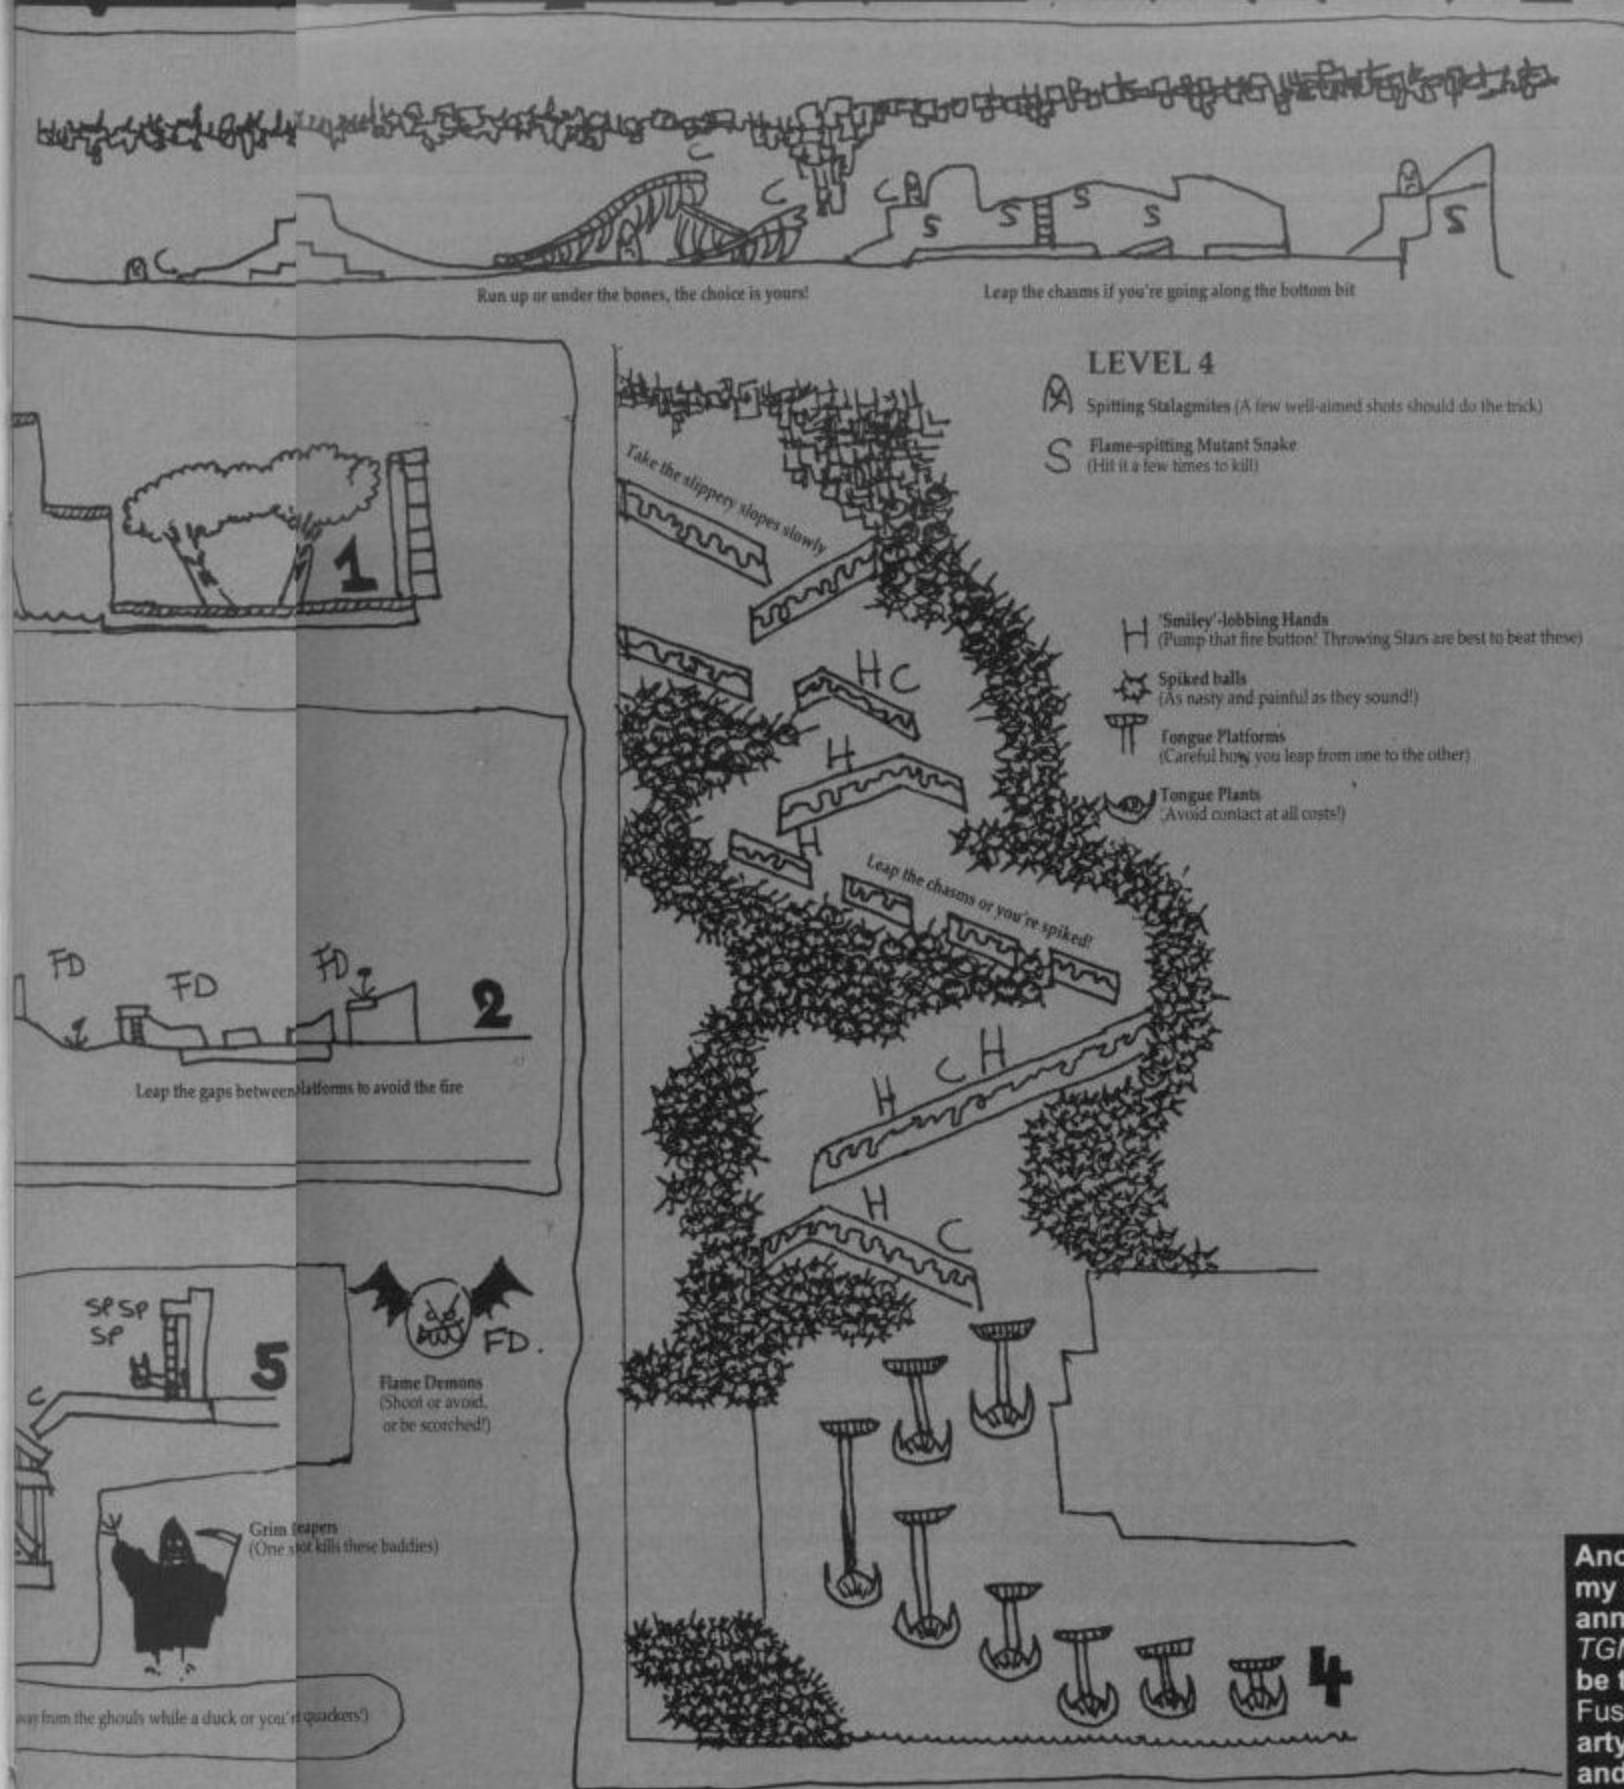 C
C
C
C
S
S
S
S
S
C
Run up or under the bones, the choice is yours!
Leap the chasms if you're going along the bottom bit
LEVEL 4
Spitting Stalagmites (A few well-aimed shots should do the trick)
S
Flame-spitting Mutant Snake
(Hit it a few times to kill)
H
'Smiley'-lobbing Hands
(Pump that fire button! Throwing Stars are best to beat these)
Spiked balls
(As nasty and painful as they sound!)
Tongue Platforms
(Careful how you leap from one to the other)
Tongue Plants
(Avoid contact at all costs!)
1
FD
FD
FD
2
Leap the gaps between platforms to avoid the fire
SP SP
SP
C
5
FD.
Flame Demons
(Shoot or avoid,
or be scorched!)
Grim Reapers
(One shot kills these baddies)
from the ghouls while a duck or quackers!)
Take the slippery slopes slowly
H C
H
H
Leap the chasms or you're spiked!
H
C H
H
C
4
my
be
and